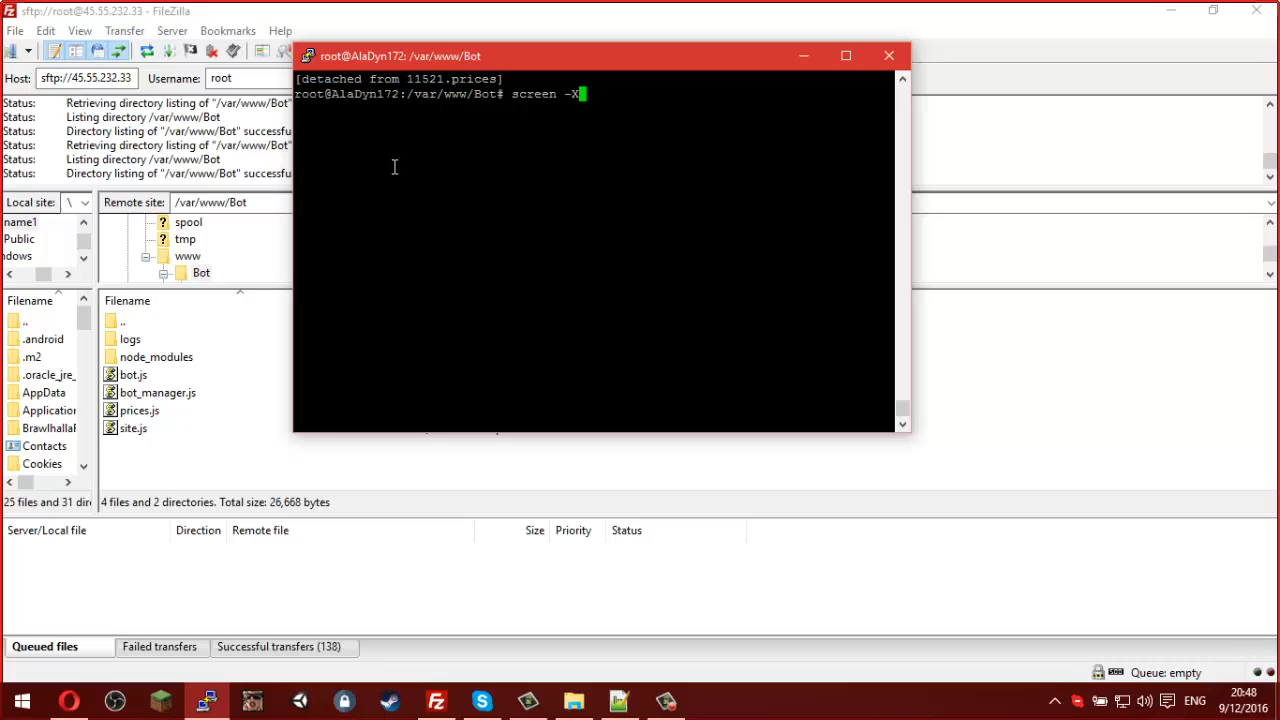 sftp://root@45.55.232.33 - FileZilla
File Edit View Transfer Server Bookmarks Help
Host: sftp://45.55.232.33 Username: root
Status: Retrieving directory listing of "/var/www/Bot"
Status: Listing directory /var/www/Bot
Status: Directory listing of "/var/www/Bot" successfu
Status: Retrieving directory listing of "/var/www/Bot"
Status: Listing directory /var/www/Bot
Status: Directory listing of "/var/www/Bot" successfu
root@AlaDyn172: /var/www/Bot
[detached from 11521.prices]
root@AlaDyn172:/var/www/Bot# screen -X
Local site: \
name1
Public
ndows
Remote site: /var/www/Bot
spool
tmp
www
Bot
Filename
..
.android
.m2
.oracle_jre_
AppData
Application
BrawlhallaF
Contacts
Cookies
25 files and 31 dir
Filename
..
logs
node_modules
bot.js
bot_manager.js
prices.js
site.js
4 files and 2 directories. Total size: 26,668 bytes
Server/Local file Direction Remote file Size Priority Status
Queued files Failed transfers Successful transfers (138)
Queue: empty
ENG
20:48
9/12/2016